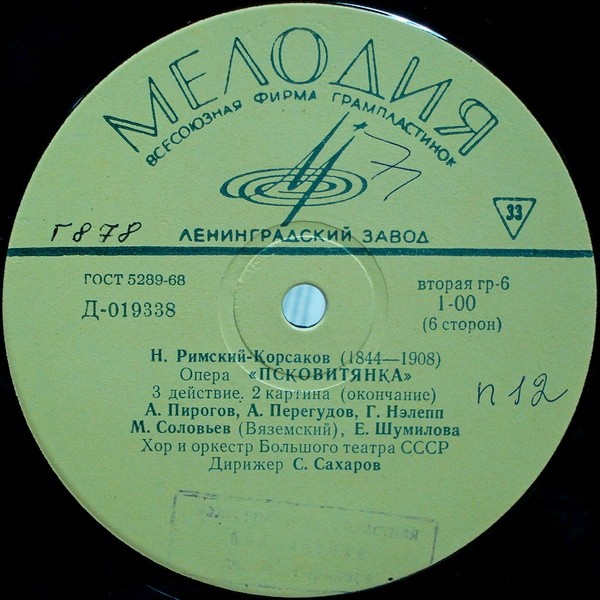 МЕЛОДИЯ
ВСЕСОЮЗНАЯ ФИРМА ГРАМПЛАСТИНОК
Г878
ЛЕНИНГРАДСКИЙ ЗАВОД
33
ГОСТ 5289-68
Д-019338
вторая гр-6
1-00
(6 сторон)
Н. Римский-Корсаков (1844—1908)
Опера «ПСКОВИТЯНКА»
3 действие. 2 картина (окончание)
А. Пирогов, А. Перегудов, Г. Нэлепп
М. Соловьев (Вяземский), Е. Шумилова
Хор и оркестр Большого театра СССР
Дирижер С. Сахаров
п 12